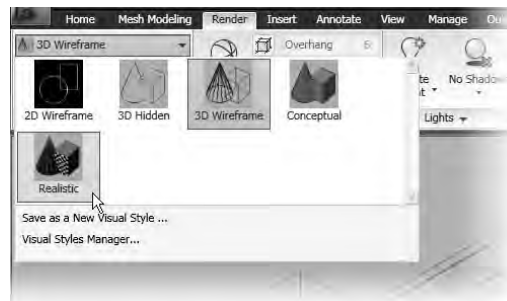 Home Mesh Modeling Render Insert Annotate View Manage
3D Wireframe Overhang
No Shadow
2D Wireframe 3D Hidden 3D Wireframe Conceptual
Lights
Realistic
Save as a New Visual Style ...
Visual Styles Manager...